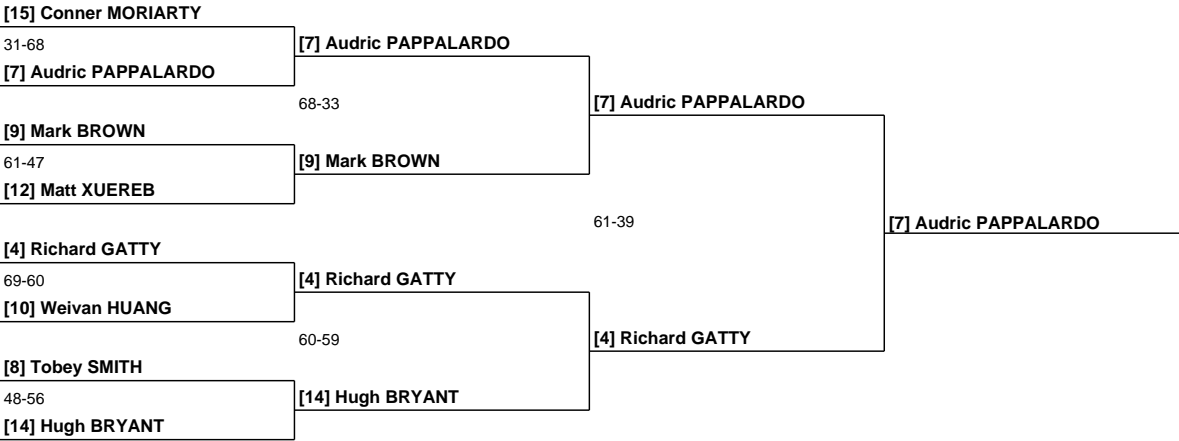 [15] Conner MORIARTY
31-68
[7] Audric PAPPALARDO
[7] Audric PAPPALARDO
68-33
[7] Audric PAPPALARDO
[9] Mark BROWN
61-47
[9] Mark BROWN
[12] Matt XUEREB
61-39
[7] Audric PAPPALARDO
[4] Richard GATTY
69-60
[4] Richard GATTY
[10] Weivan HUANG
60-59
[4] Richard GATTY
[8] Tobey SMITH
48-56
[14] Hugh BRYANT
[14] Hugh BRYANT